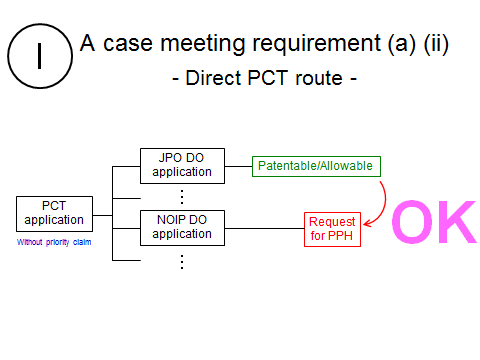 I
A case meeting requirement (a) (ii)
- Direct PCT route -
JPO DO
application
Patentable/Allowable
PCT
application
Without priority claim
NOIP DO
application
Request
for PPH
OK